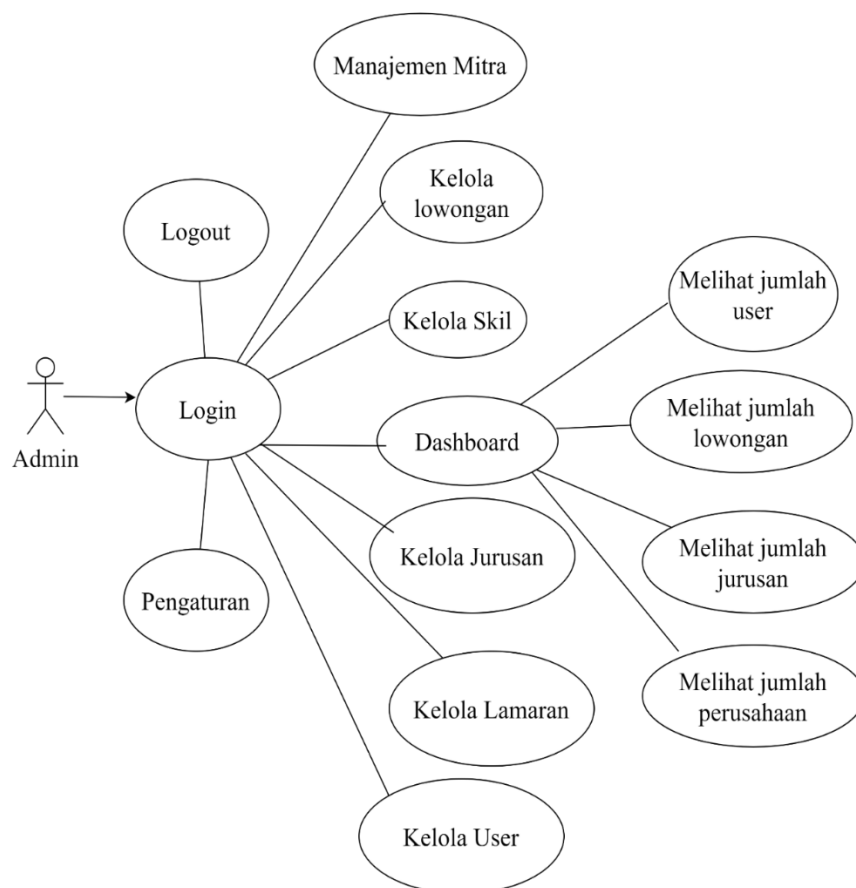 Manajemen Mitra
Kelola
lowongan
Logout
Melihat jumlah
user
Kelola Skil
Login
Dashboard
Melihat jumlah
lowongan
Admin
Kelola Jurusan
Melihat jumlah
jurusan
Pengaturan
Kelola Lamaran
Melihat jumlah
perusahaan
Kelola User